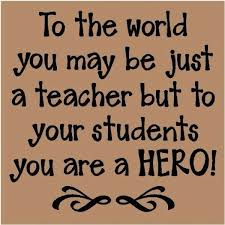 To the world
you may be just
a teacher but to
your students
you are a HERO!